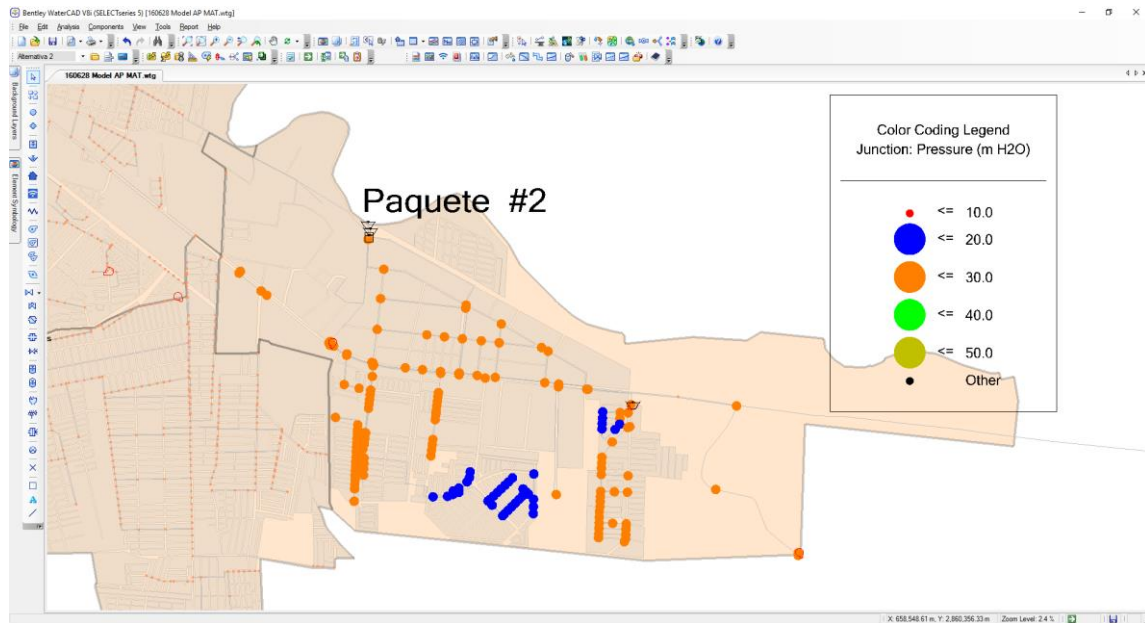 Bentley WaterCAD V8i (SELECTseries 5) [160628 Model AP MAT.wtg]
File Edit Analysis Components View Tools Report Help
Alternativa 2
160628 Model AP MAT.wtg
Background Layers
Element Symbology
Paquete #2
Color Coding Legend
Junction: Pressure (m H2O)
<= 10.0
<= 20.0
<= 30.0
<= 40.0
<= 50.0
Other
X: 658,548.61 m, Y: 2,860,356.33 m Zoom Level: 2.4 %